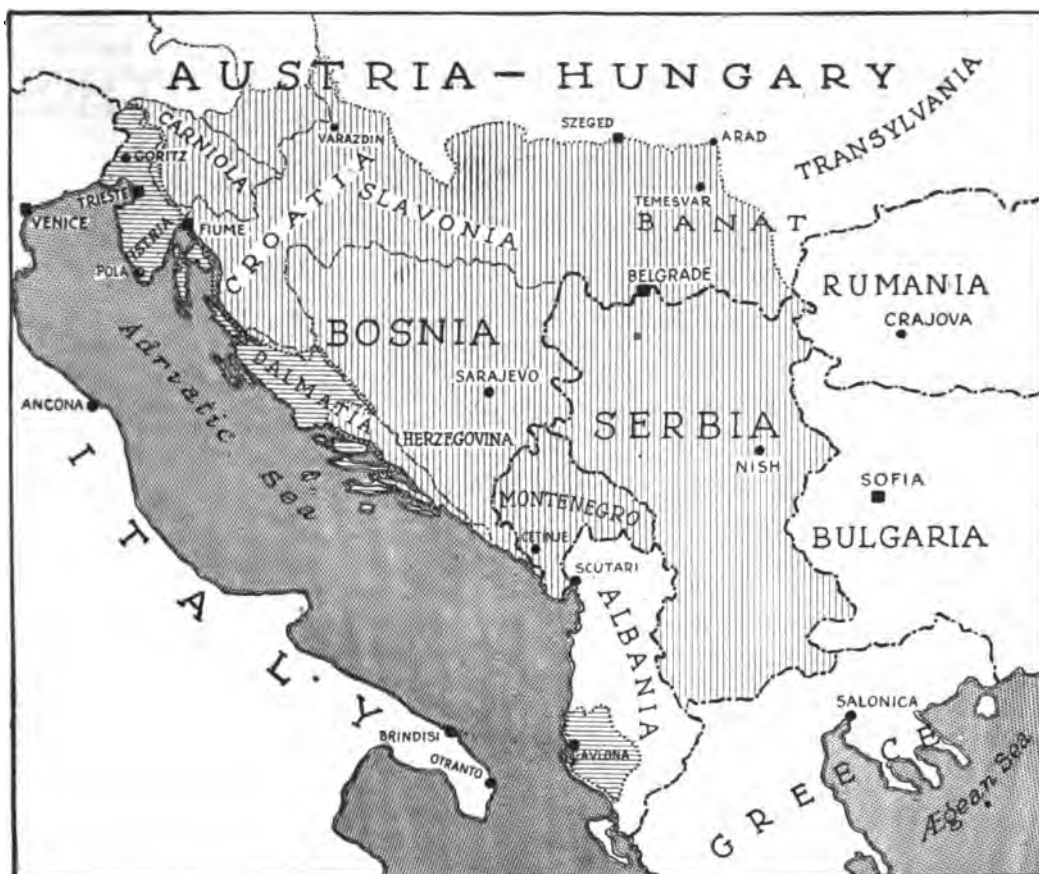 AUSTRIA-HUNGARY
TRANSYLVANIA
CARNIOLA
VARAZDIN
SZEGED
ARAD
GORITZ
TRIESTE
TEMESVAR
VENICE
ISTRIA
FIUME
CROATIA
SLAVONIA
BANAT
POLA
BELGRADE
RUMANIA
CRAJOVA
Adriatic
Sea
BOSNIA
DALMATIA
SARAJEVO
ANCONA
HERZEGOVINA
SERBIA
NISH
SOFIA
MONTENEGRO
BULGARIA
CETINJE
SCUTARI
ITALY
ALBANIA
SALONICA
BRINDISI
AVLONA
OTRANTO
GREECE
Ægean Sea